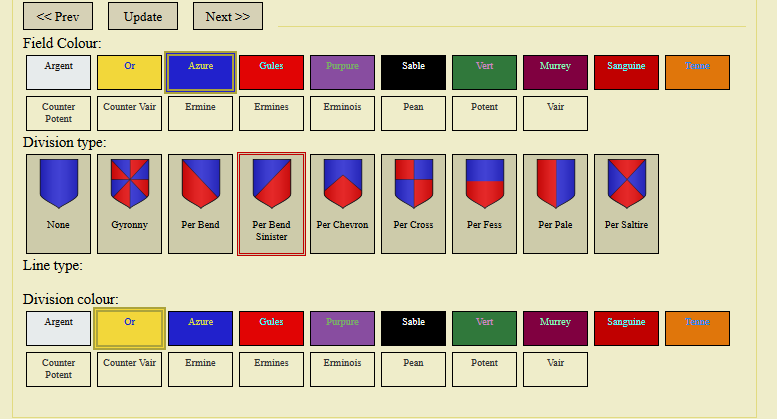 << Prev Update Next >>
Field Colour:
Argent Or Azure Gules Purpure Sable Vert Murrey Sanguine Tenne
Counter Potent Counter Vair Ermine Ermines Erminois Pean Potent Vair
Division type:
None Gyronny Per Bend Per Bend Sinister Per Chevron Per Cross Per Fess Per Pale Per Saltire
Line type:
Division colour:
Argent Or Azure Gules Purpure Sable Vert Murrey Sanguine Tenne
Counter Potent Counter Vair Ermine Ermines Erminois Pean Potent Vair